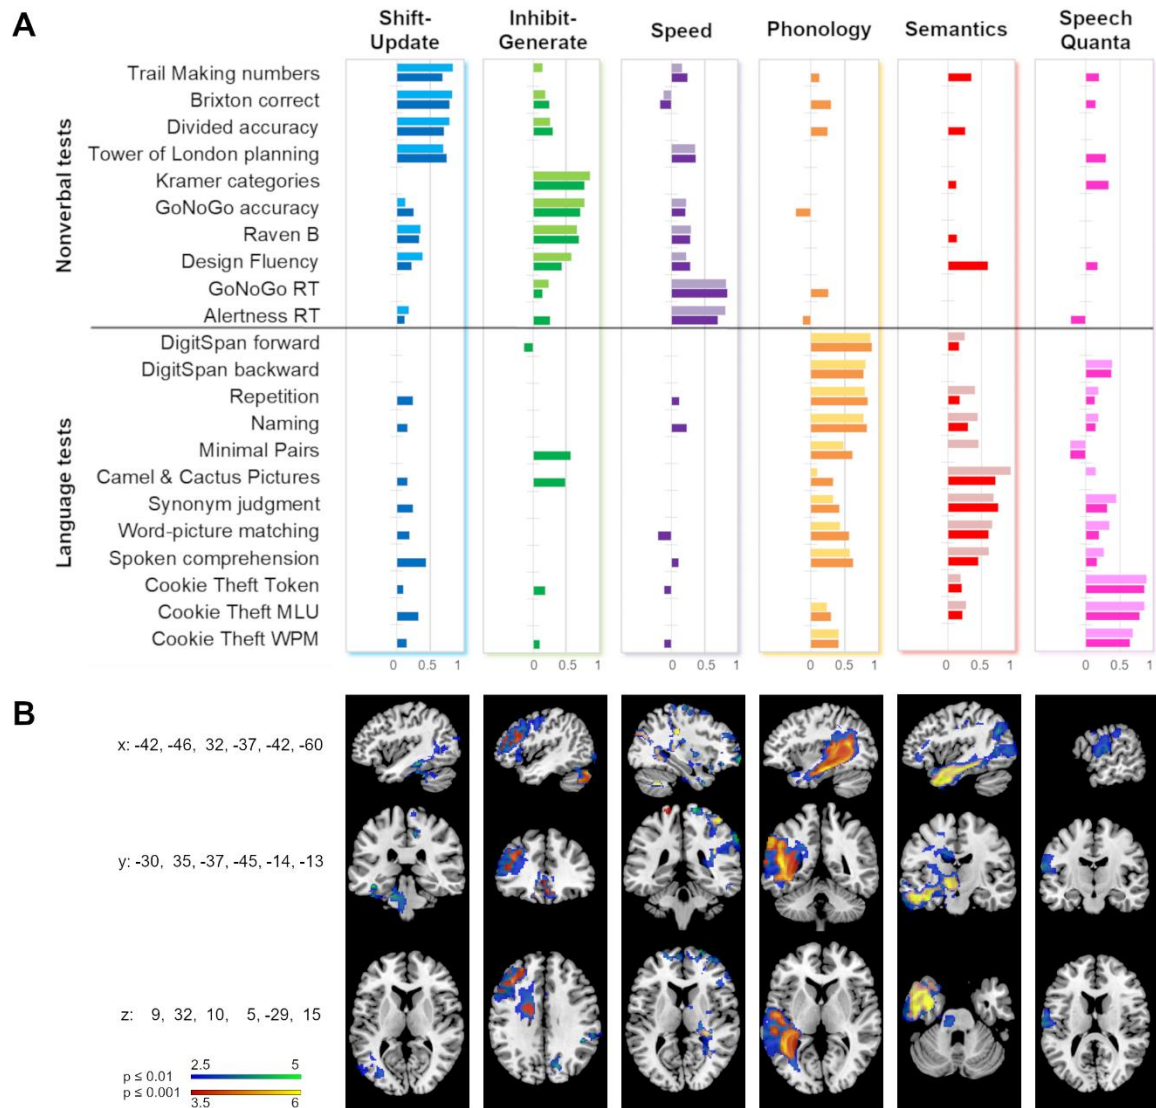 A
Shift-Update
Inhibit-Generate
Speed
Phonology
Semantics
Speech Quanta
Nonverbal tests
Trail Making numbers
Brixton correct
Divided accuracy
Tower of London planning
Kramer categories
GoNoGo accuracy
Raven B
Design Fluency
GoNoGo RT
Alertness RT
Language tests
DigitSpan forward
DigitSpan backward
Repetition
Naming
Minimal Pairs
Camel & Cactus Pictures
Synonym judgment
Word-picture matching
Spoken comprehension
Cookie Theft Token
Cookie Theft MLU
Cookie Theft WPM
0 0.5 1 0 0.5 1 0 0.5 1 0 0.5 1 0 0.5 1 0 0.5 1
B
x: -42, -46, 32, -37, -42, -60
y: -30, 35, -37, -45, -14, -13
z: 9, 32, 10, 5, -29, 15
2.5 5
p ≤ 0.01
p ≤ 0.001
3.5 6